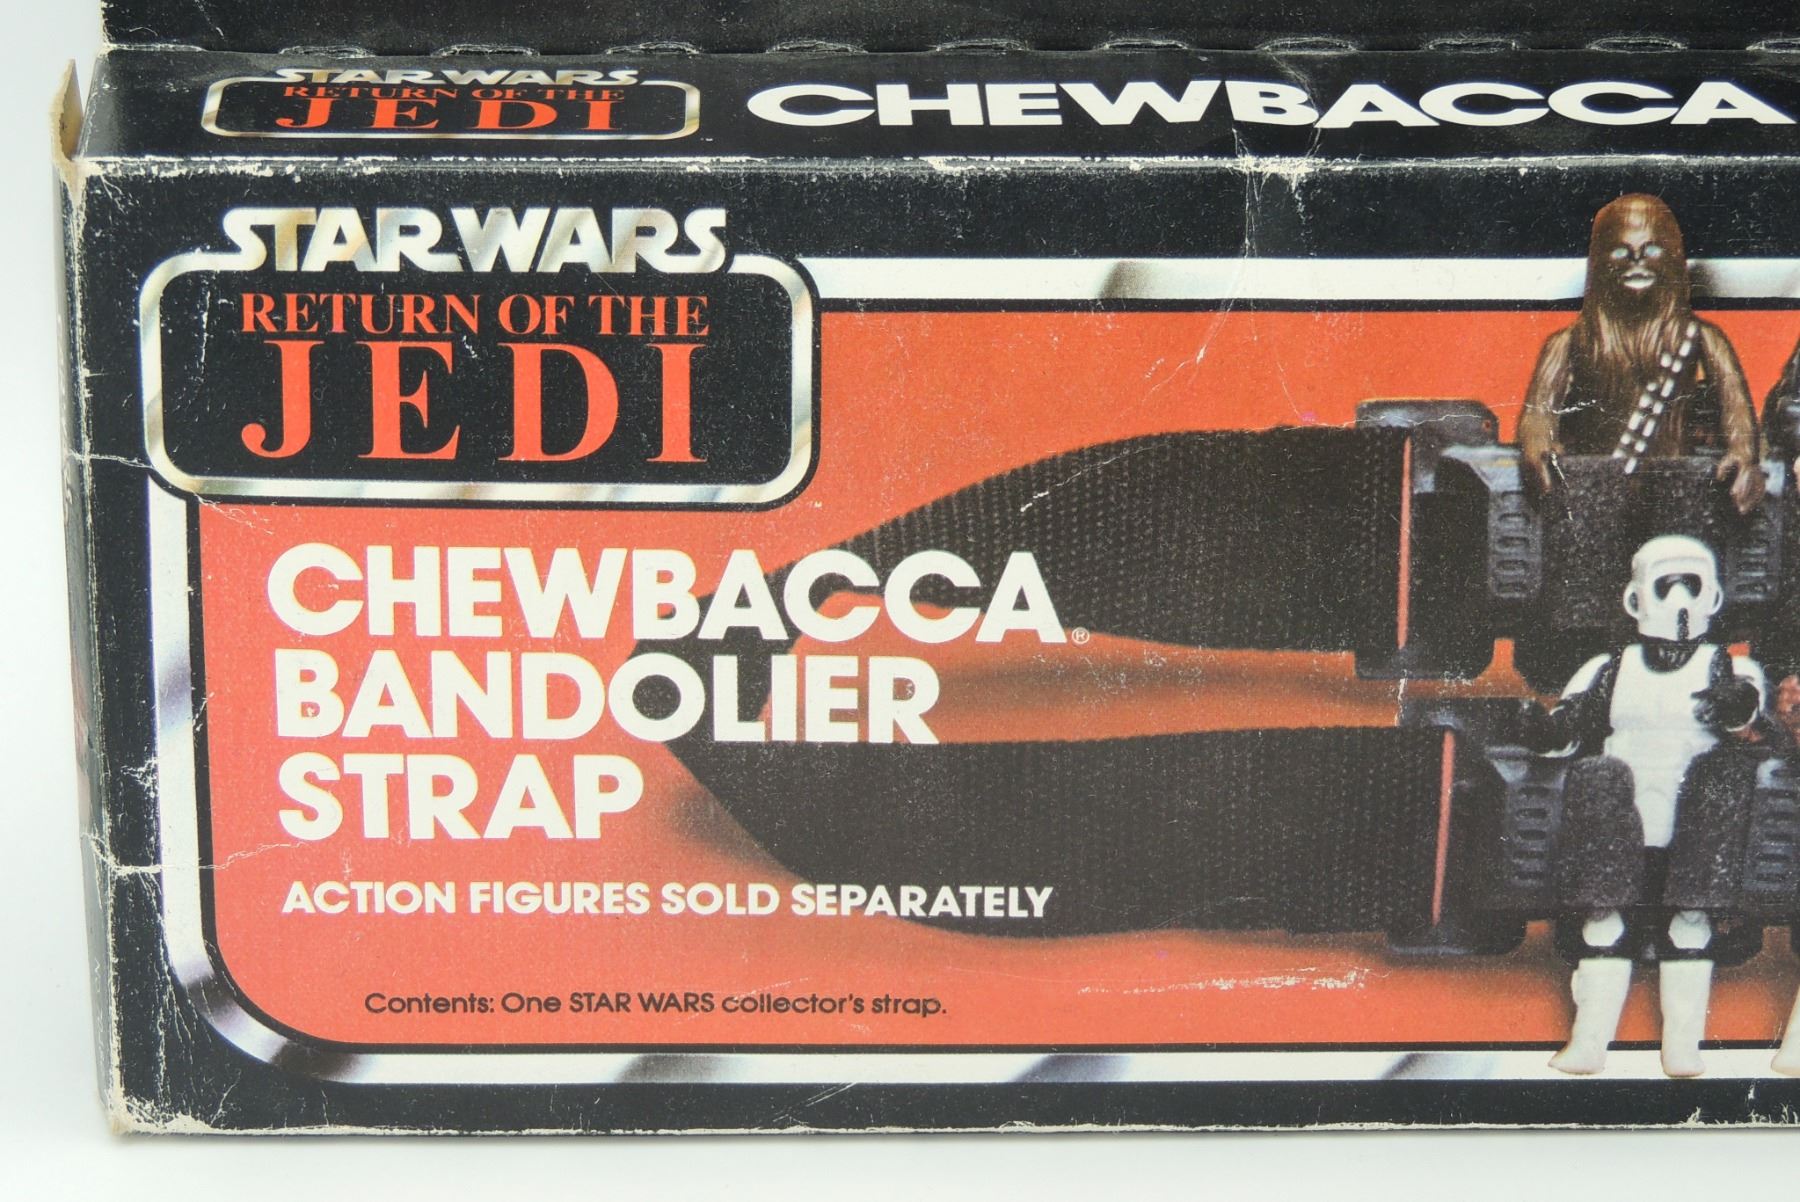 STAR WARS
RETURN OF THE
JEDI
CHEWBACCA
STAR WARS
RETURN OF THE
JEDI
CHEWBACCA®
BANDOLIER
STRAP
ACTION FIGURES SOLD SEPARATELY
Contents: One STAR WARS collector's strap.